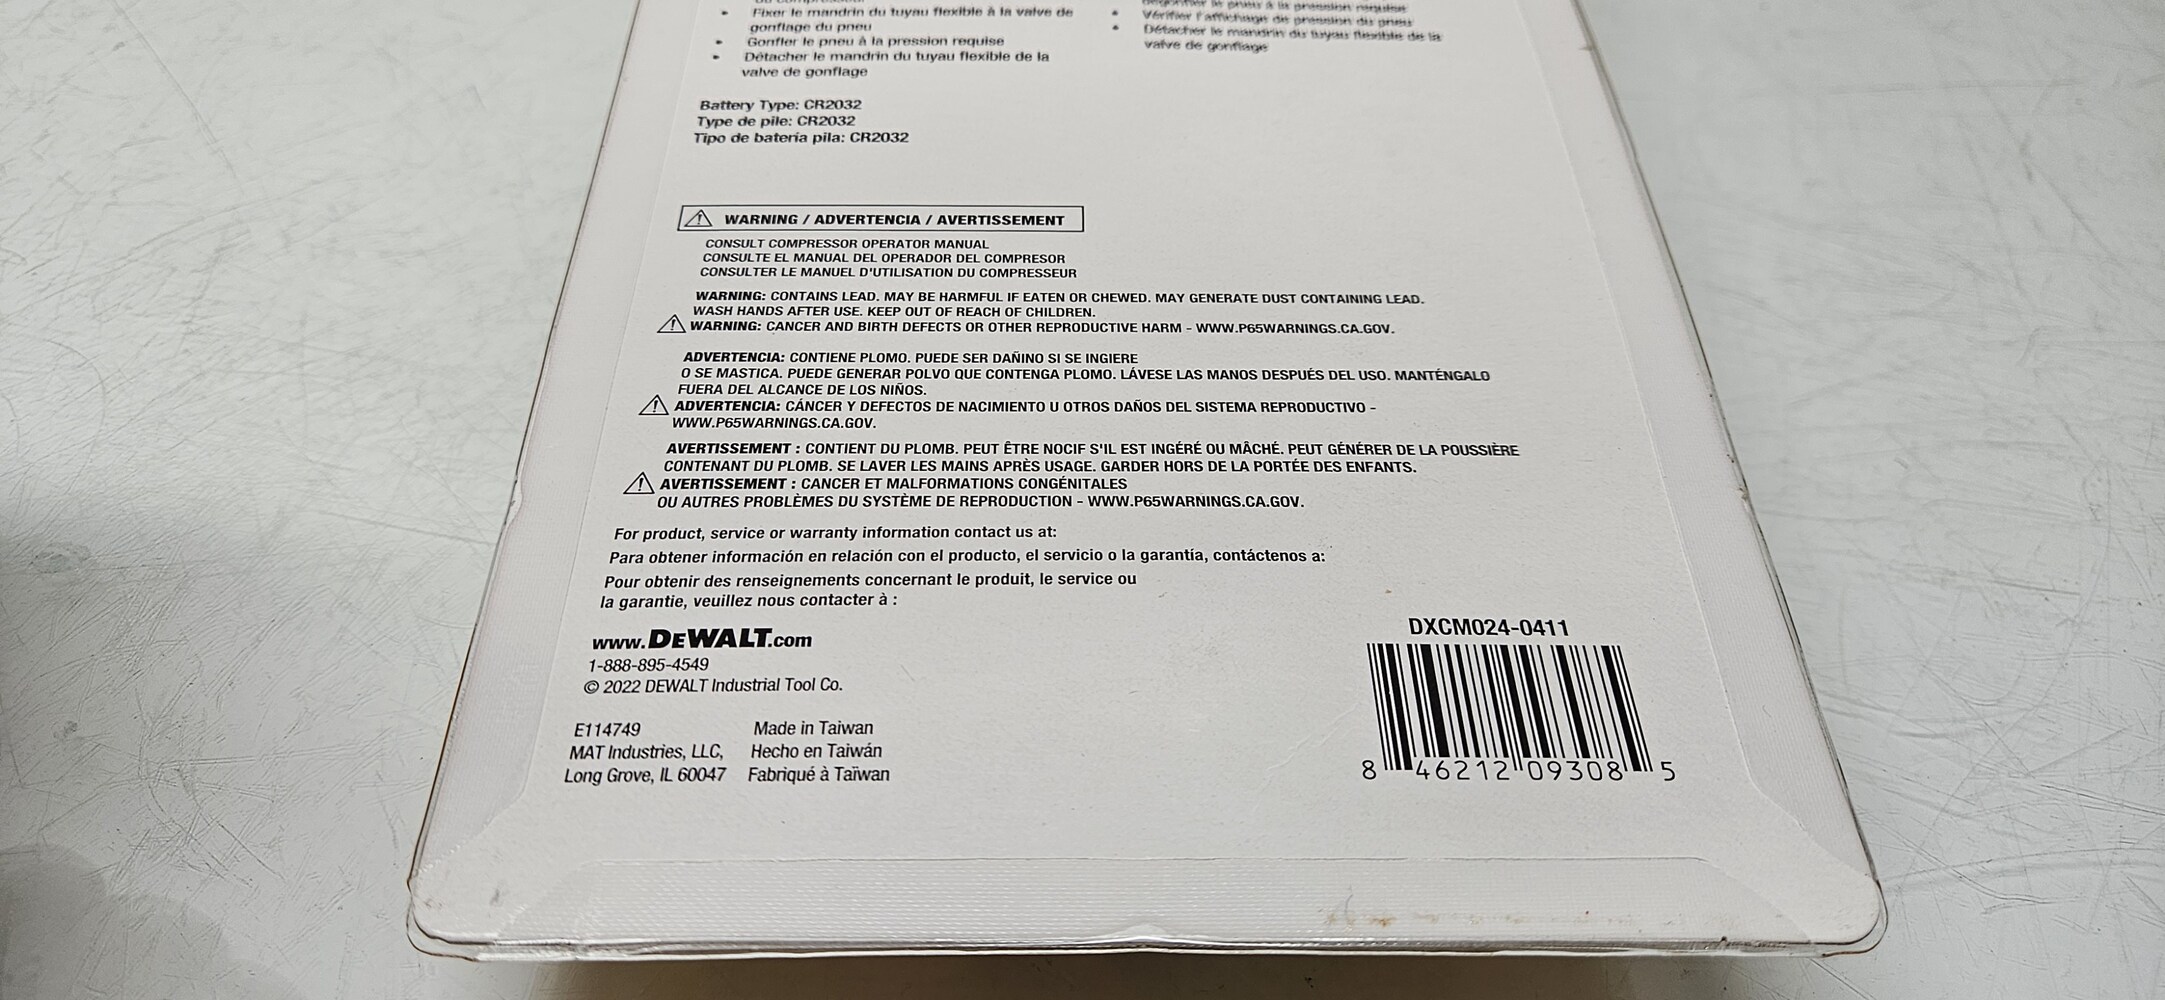 du compresseur
Fixer le mandrin du tuyau flexible à la valve de
gonflage du pneu
• Gonfler le pneu à la pression requise
• Détacher le mandrin du tuyau flexible de la
valve de gonflage
dégonfler le pneu à la pression requise
• Vérifier l'affichage de pression du pneu
• Détacher le mandrin du tuyau flexible de la
valve de gonflage
Battery Type: CR2032
Type de pile: CR2032
Tipo de batería pila: CR2032
WARNING / ADVERTENCIA / AVERTISSEMENT
CONSULT COMPRESSOR OPERATOR MANUAL
CONSULTE EL MANUAL DEL OPERADOR DEL COMPRESOR
CONSULTER LE MANUEL D'UTILISATION DU COMPRESSEUR
WARNING: CONTAINS LEAD. MAY BE HARMFUL IF EATEN OR CHEWED. MAY GENERATE DUST CONTAINING LEAD.
WASH HANDS AFTER USE. KEEP OUT OF REACH OF CHILDREN.
WARNING: CANCER AND BIRTH DEFECTS OR OTHER REPRODUCTIVE HARM - WWW.P65WARNINGS.CA.GOV.
ADVERTENCIA: CONTIENE PLOMO. PUEDE SER DAÑINO SI SE INGIERE
O SE MASTICA. PUEDE GENERAR POLVO QUE CONTENGA PLOMO. LÁVESE LAS MANOS DESPUÉS DEL USO. MANTÉNGALO
FUERA DEL ALCANCE DE LOS NIÑOS.
ADVERTENCIA: CÁNCER Y DEFECTOS DE NACIMIENTO U OTROS DAÑOS DEL SISTEMA REPRODUCTIVO -
WWW.P65WARNINGS.CA.GOV.
AVERTISSEMENT : CONTIENT DU PLOMB. PEUT ÊTRE NOCIF S'IL EST INGÉRÉ OU MÂCHÉ. PEUT GÉNÉRER DE LA POUSSIÈRE
CONTENANT DU PLOMB. SE LAVER LES MAINS APRÈS USAGE. GARDER HORS DE LA PORTÉE DES ENFANTS.
AVERTISSEMENT : CANCER ET MALFORMATIONS CONGÉNITALES
OU AUTRES PROBLÈMES DU SYSTÈME DE REPRODUCTION - WWW.P65WARNINGS.CA.GOV.
For product, service or warranty information contact us at:
Para obtener información en relación con el producto, el servicio o la garantía, contáctenos a:
Pour obtenir des renseignements concernant le produit, le service ou
la garantie, veuillez nous contacter à :
www.DEWALT.com
1-888-895-4549
© 2022 DEWALT Industrial Tool Co.
E114749
MAT Industries, LLC,
Long Grove, IL 60047
Made in Taiwan
Hecho en Taiwán
Fabriqué à Taïwan
DXCM024-0411
8 46212 09308 5